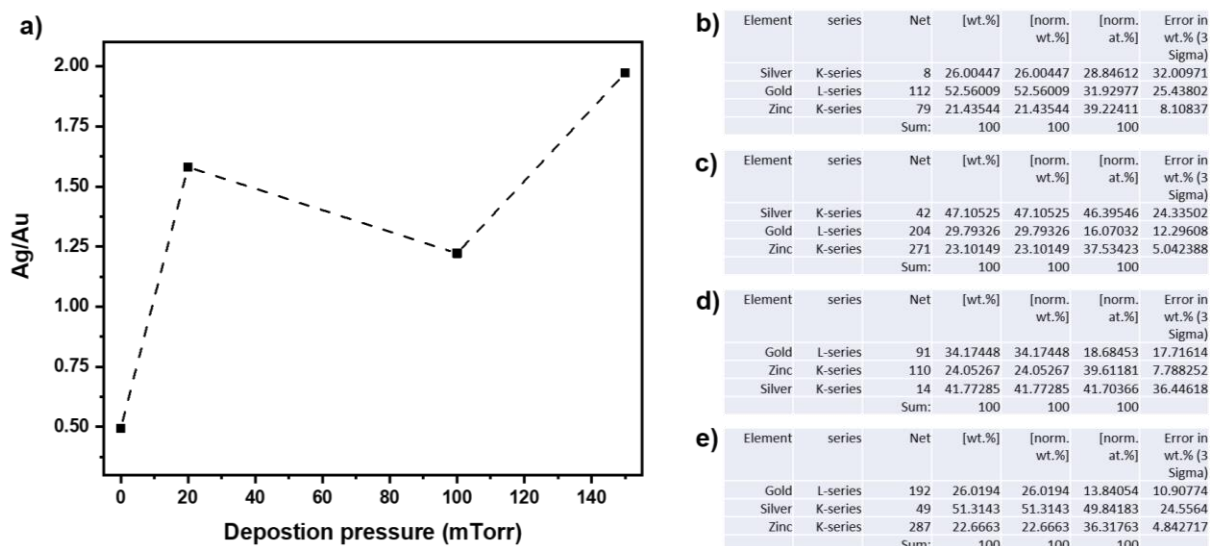 a)
2.00
1.75
1.50
1.25
1.00
0.75
0.50
Ag/Au
0 20 40 60 80 100 120 140
Depostion pressure (mTorr)
b)
Element series Net [wt.%] [norm. wt.%] [norm. at.%] Error in wt.% (3 Sigma)
Silver K-series 8 26.00447 26.00447 28.84612 32.00971
Gold L-series 112 52.56009 52.56009 31.92977 25.43802
Zinc K-series 79 21.43544 21.43544 39.22411 8.10837
Sum: 100 100 100
c)
Element series Net [wt.%] [norm. wt.%] [norm. at.%] Error in wt.% (3 Sigma)
Silver K-series 42 47.10525 47.10525 46.39546 24.33502
Gold L-series 204 29.79326 29.79326 16.07032 12.29608
Zinc K-series 271 23.10149 23.10149 37.53423 5.042388
Sum: 100 100 100
d)
Element series Net [wt.%] [norm. wt.%] [norm. at.%] Error in wt.% (3 Sigma)
Gold L-series 91 34.17448 34.17448 18.68453 17.71614
Zinc K-series 110 24.05267 24.05267 39.61181 7.788252
Silver K-series 14 41.77285 41.77285 41.70366 36.44618
Sum: 100 100 100
e)
Element series Net [wt.%] [norm. wt.%] [norm. at.%] Error in wt.% (3 Sigma)
Gold L-series 192 26.0194 26.0194 13.84054 10.90774
Silver K-series 49 51.3143 51.3143 49.84183 24.5564
Zinc K-series 287 22.6663 22.6663 36.31763 4.842717
Sum: 100 100 100